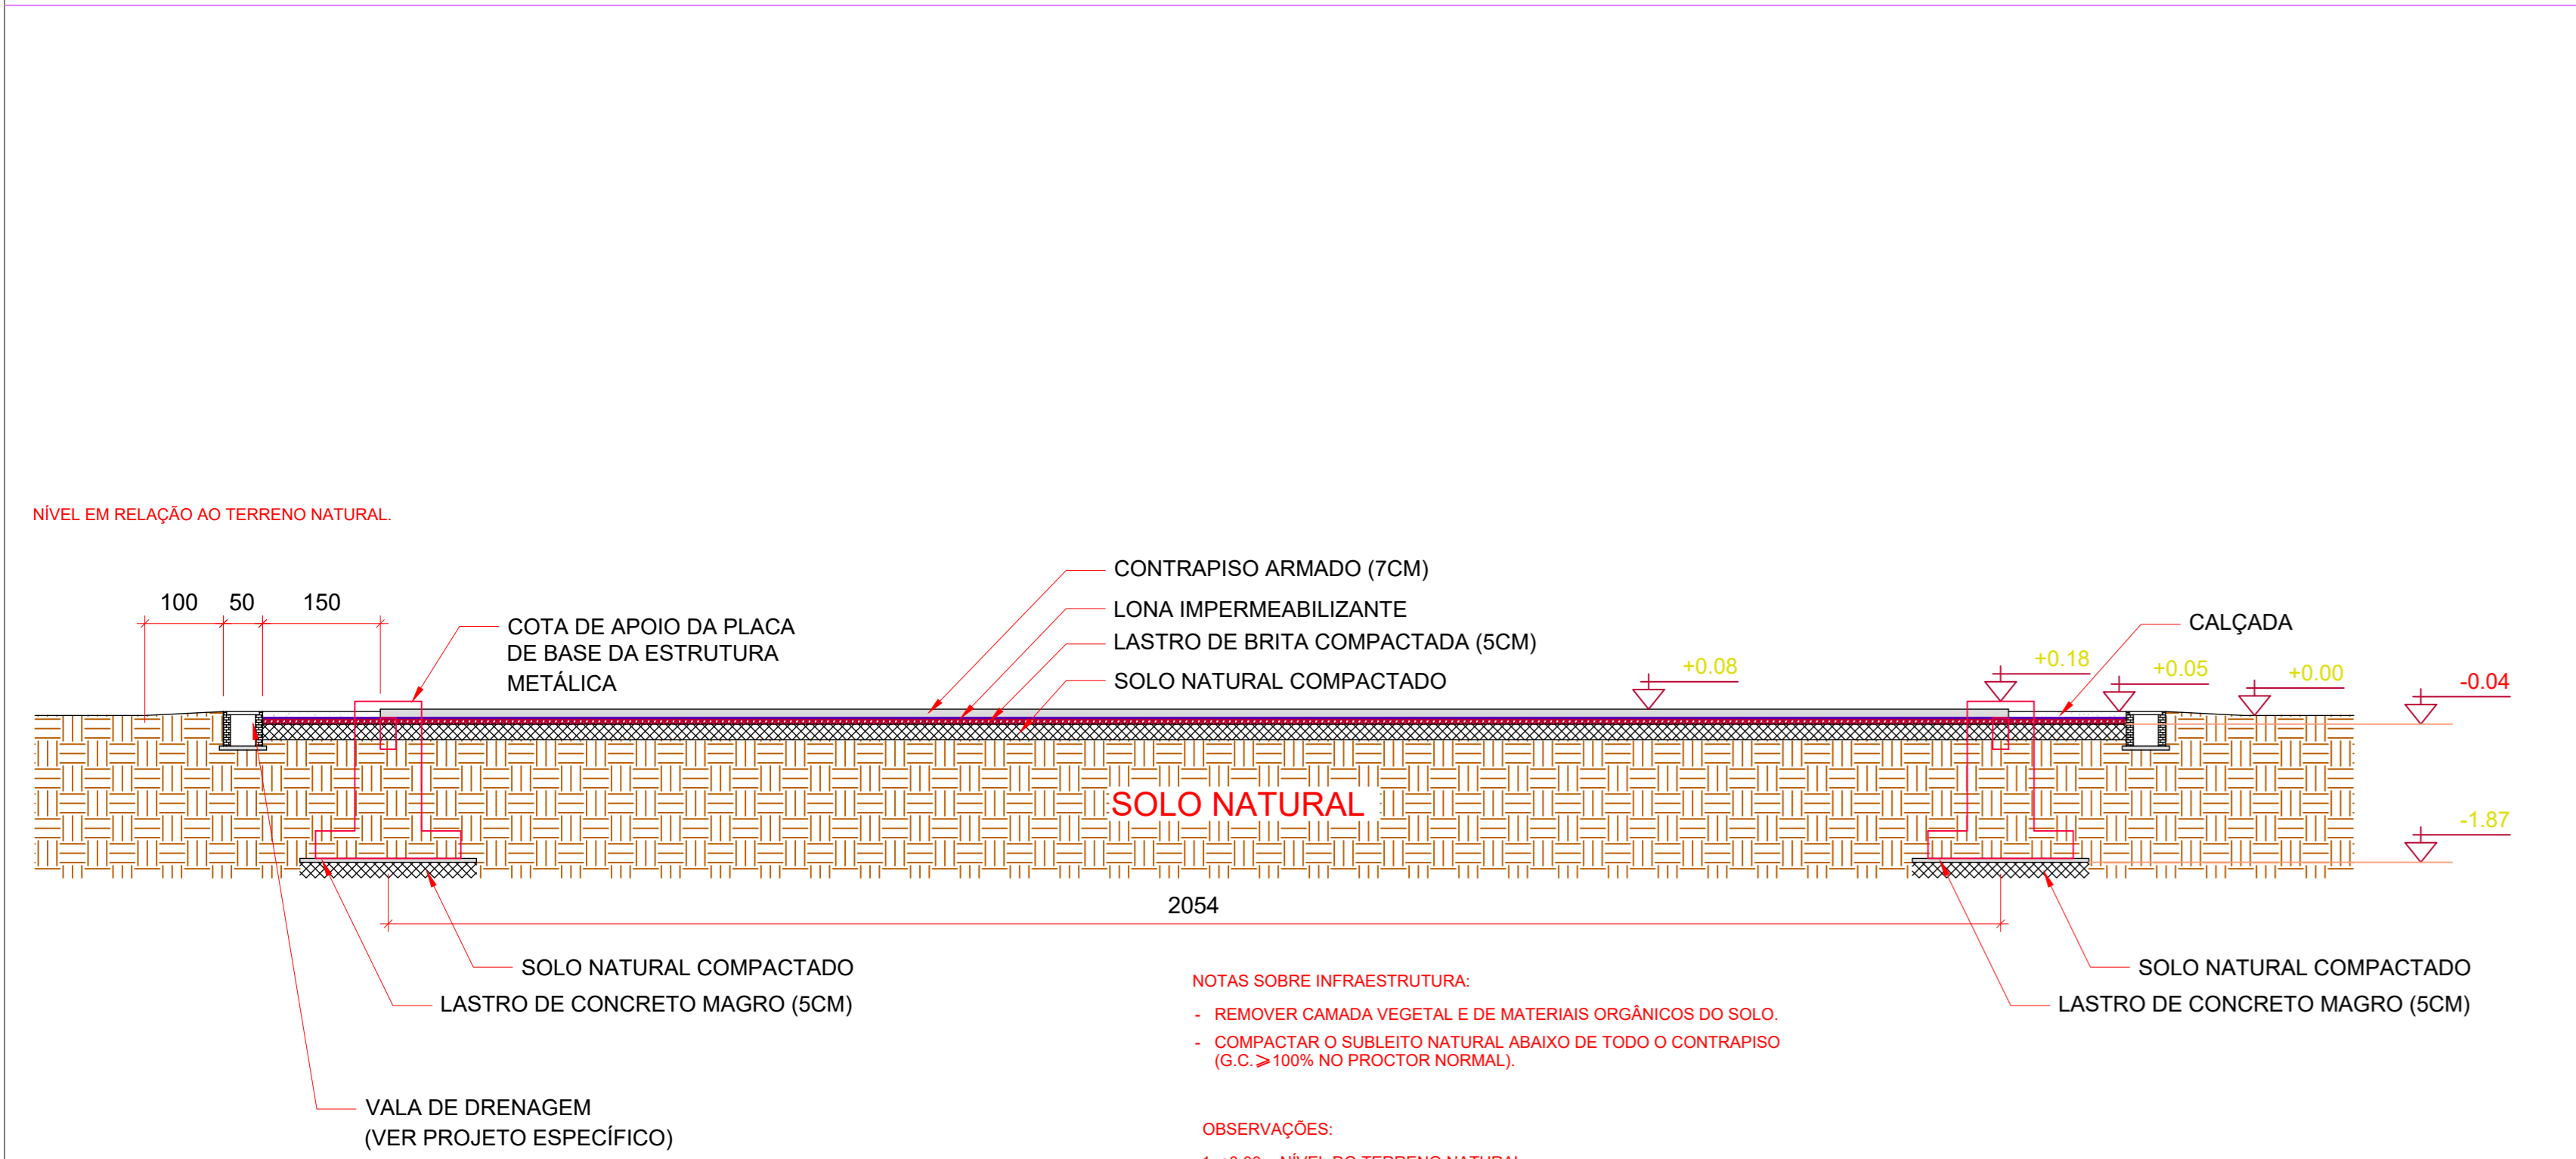 NÍVEL EM RELAÇÃO AO TERRENO NATURAL.
100
50
150
COTA DE APOIO DA PLACA
DE BASE DA ESTRUTURA
METÁLICA
CONTRAPISO ARMADO (7CM)
LONA IMPERMEABILIZANTE
LASTRO DE BRITA COMPACTADA (5CM)
SOLO NATURAL COMPACTADO
CALÇADA
+0.08
+0.18
+0.05
+0.00
-0.04
SOLO NATURAL
-1.87
2054
SOLO NATURAL COMPACTADO
LASTRO DE CONCRETO MAGRO (5CM)
SOLO NATURAL COMPACTADO
LASTRO DE CONCRETO MAGRO (5CM)
VALA DE DRENAGEM
(VER PROJETO ESPECÍFICO)
NOTAS SOBRE INFRAESTRUTURA:
- REMOVER CAMADA VEGETAL E DE MATERIAIS ORGÂNICOS DO SOLO.
- COMPACTAR O SUBLEITO NATURAL ABAIXO DE TODO O CONTRAPISO
(G.C.⩾100% NO PROCTOR NORMAL).
OBSERVAÇÕES:
NÍVEL DO TERRENO NATURAL